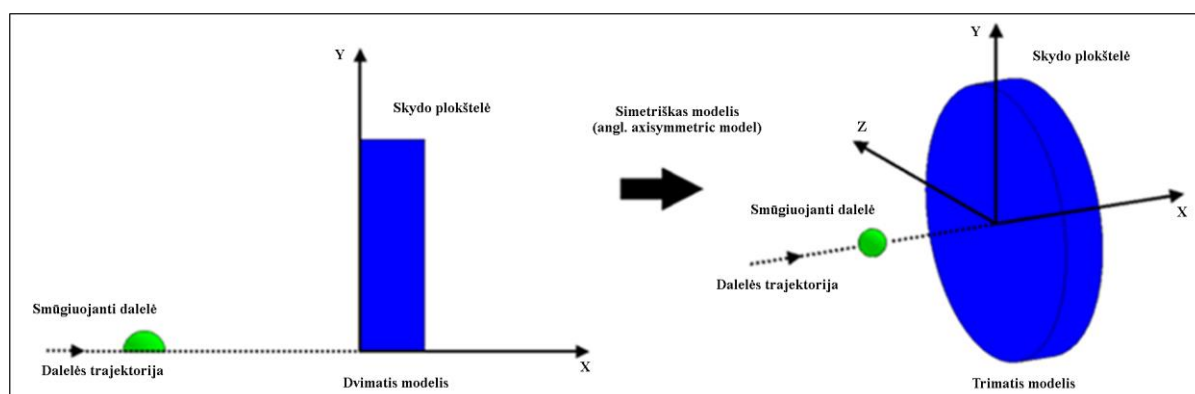 Y
Skydo plokštelė
Smūgiuojanti dalelė
Dalelės trajektorija
X
Dvimatis modelis
Simetriškas modelis
(angl. axisymmetric model)
Y
Skydo plokštelė
Z
Smūgiuojanti dalelė
X
Dalelės trajektorija
Trimatis modelis